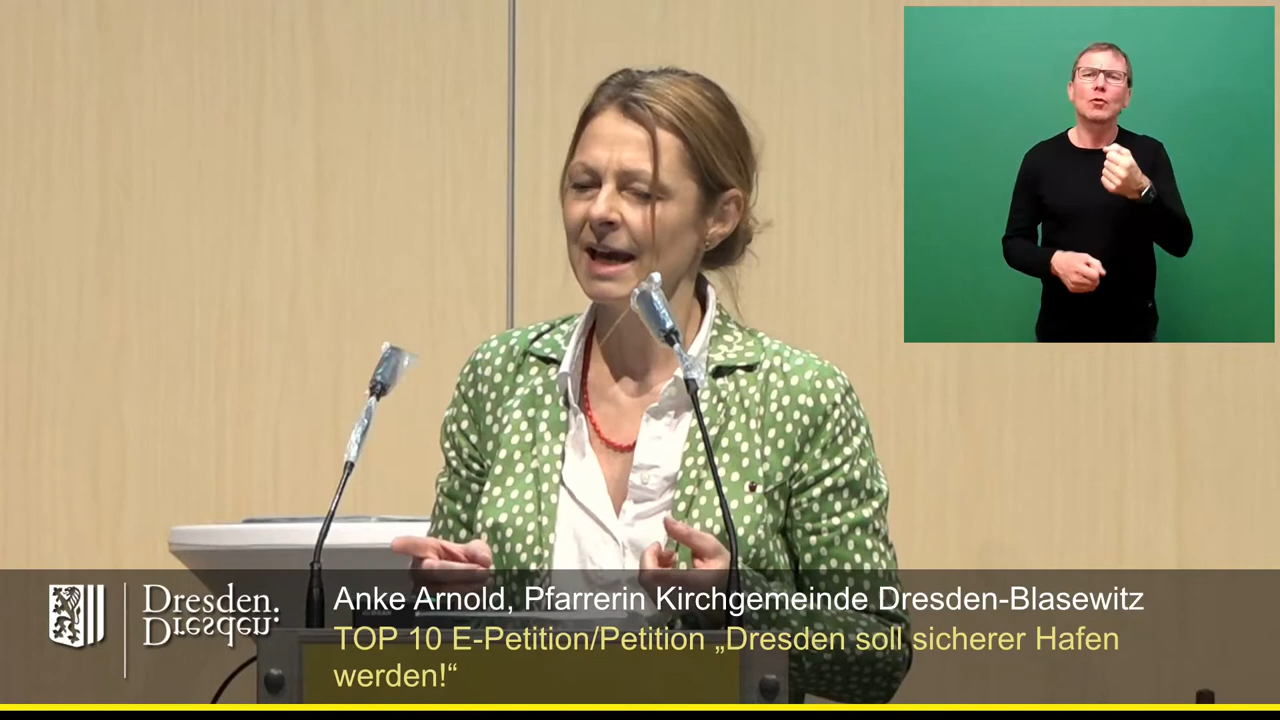 Dresden.
Dresden.
Anke Arnold, Pfarrerin Kirchgemeinde Dresden-Blasewitz
TOP 10 E-Petition/Petition „Dresden soll sicherer Hafen
werden!“